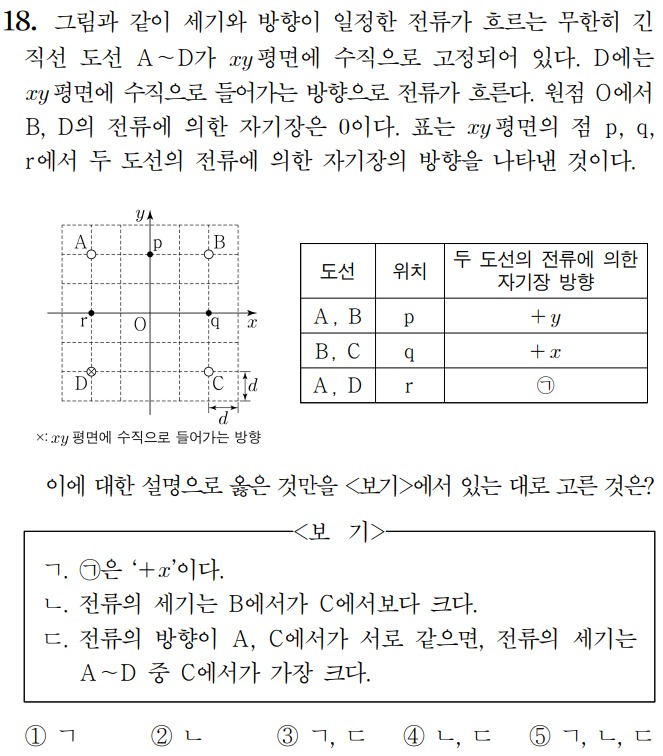 18. 그림과 같이 세기와 방향이 일정한 전류가 흐르는 무한히 긴
직선 도선 A~D가 xy평면에 수직으로 고정되어 있다. D에는
xy평면에 수직으로 들어가는 방향으로 전류가 흐른다. 원점 O에서
B, D의 전류에 의한 자기장은 0이다. 표는 xy평면의 점 p, q,
r에서 두 도선의 전류에 의한 자기장의 방향을 나타낸 것이다.
y
A p B
r O q x
D C d
d
×: xy평면에 수직으로 들어가는 방향
도선 위치 두 도선의 전류에 의한
자기장 방향
A, B p +y
B, C q +x
A, D r ㉠
이에 대한 설명으로 옳은 것만을 <보기>에서 있는 대로 고른 것은?
<보 기>
ㄱ. ㉠은 ‘+x’이다.
ㄴ. 전류의 세기는 B에서가 C에서보다 크다.
ㄷ. 전류의 방향이 A, C에서가 서로 같으면, 전류의 세기는
A~D 중 C에서가 가장 크다.
① ㄱ ② ㄴ ③ ㄱ, ㄷ ④ ㄴ, ㄷ ⑤ ㄱ, ㄴ, ㄷ